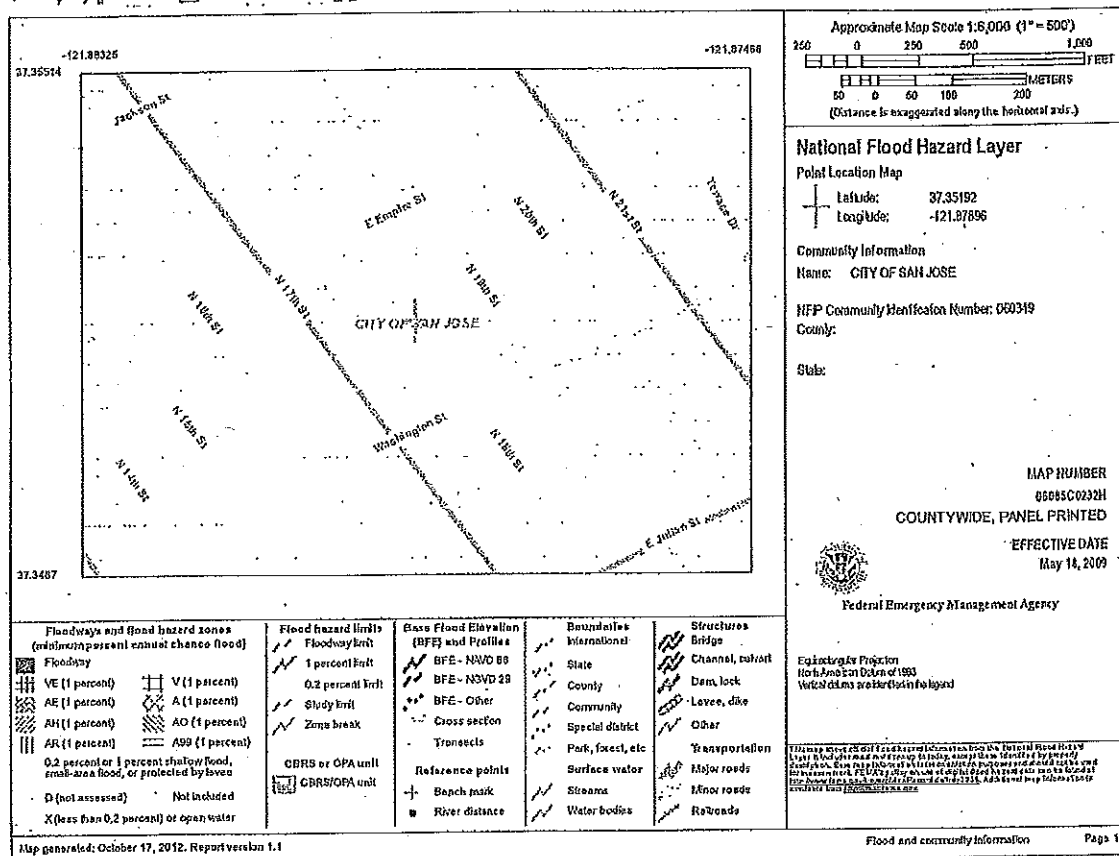 Approximate Map Scale 1:6,000 (1" = 500')
250 0 250 500 1,000
FEET
METERS
50 0 50 100 200
(Distance is exaggerated along the horizontal axis.)
-121.88325
-121.87468
37.35514
37.3487
Jackson St
E Empire St
N 20th St
N 21st St
Terrace Dr
N 17th St
N 19th St
N 16th St
CITY OF SAN JOSE
N 15th St
Washington St
N 18th St
N 14th St
E Julian St
National Flood Hazard Layer
Point Location Map
Latitude: 37.35192
Longitude: -121.87896
Community Information
Name: CITY OF SAN JOSE
NFIP Community Identification Number: 060349
County:
State:
MAP NUMBER
06085C0232H
COUNTYWIDE, PANEL PRINTED
EFFECTIVE DATE
May 18, 2009
Federal Emergency Management Agency
Equirectangular Projection
North American Datum of 1983
Vertical datums are identified in the legend
Floodways and flood hazard zones
(minimum percent annual chance flood)
Floodway
VE (1 percent) V (1 percent)
AE (1 percent) A (1 percent)
AH (1 percent) AO (1 percent)
AR (1 percent) A99 (1 percent)
0.2 percent or 1 percent shallow flood,
small-area flood, or protected by levee
D (not assessed) Not included
X (less than 0.2 percent) or open water
Flood hazard limits
Floodway limit
1 percent limit
0.2 percent limit
Study limit
Zone break
CBRS or OPA unit
CBRS/OPA unit
Base Flood Elevation
(BFE) and Profiles
BFE - NAVD 88
BFE - NGVD 29
BFE - Other
Cross section
Transects
Reference points
Bench mark
River distance
Boundaries
International
State
County
Community
Special district
Park, forest, etc
Surface water
Streams
Water bodies
Structures
Bridge
Channel, culvert
Dam, lock
Levee, dike
Other
Transportation
Major roads
Minor roads
Railroads
Map generated: October 17, 2012. Report version 1.1
Flood and community information Page 1